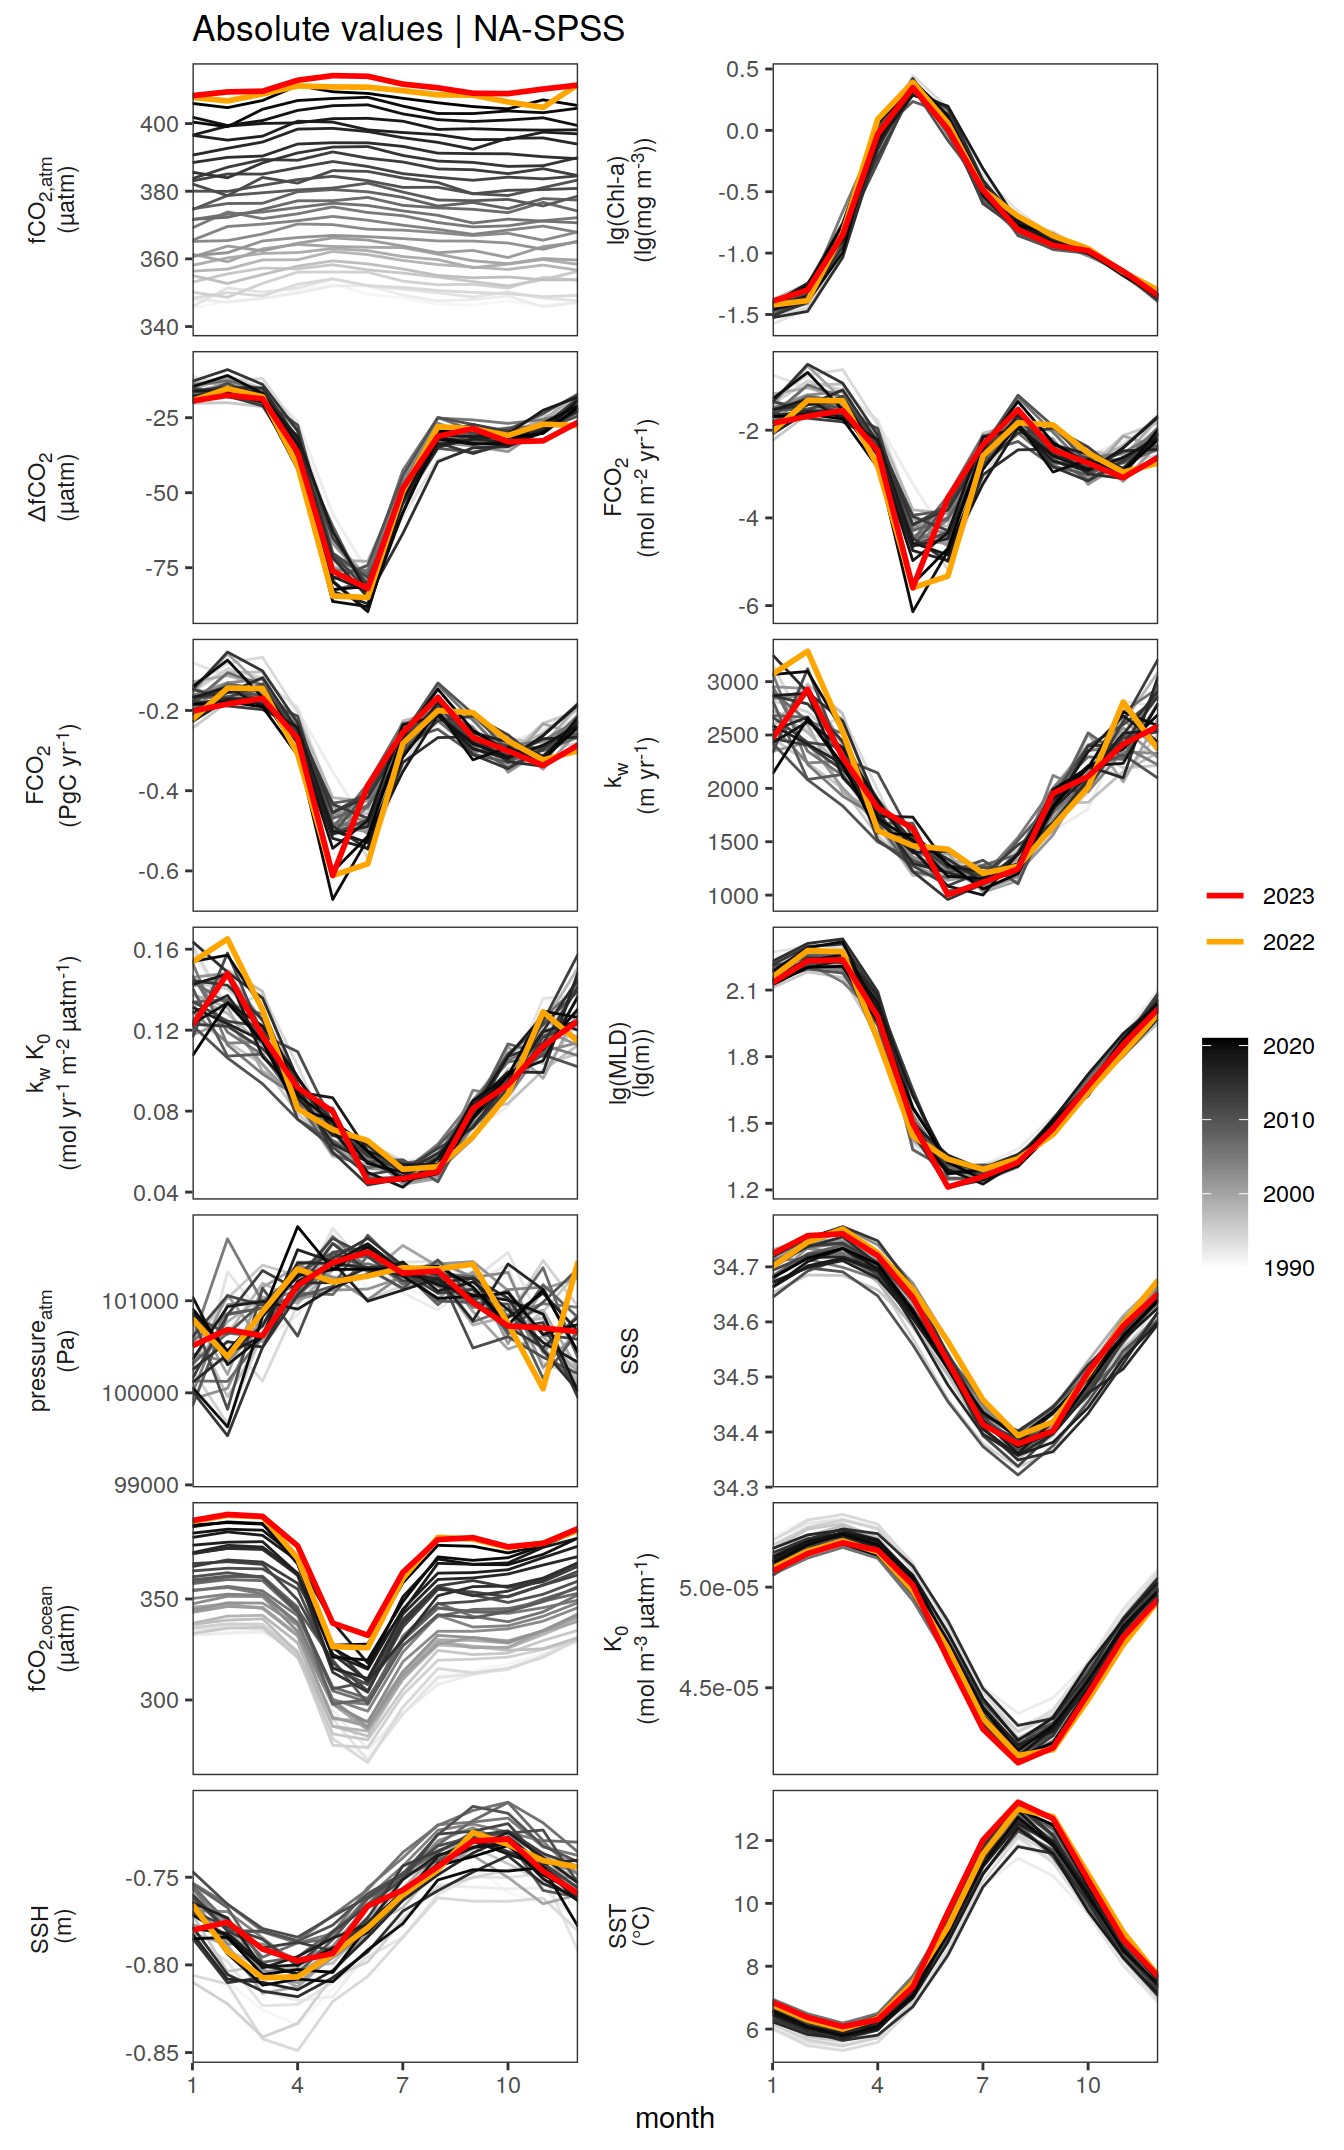 Absolute values | NA-SPSS
fCO2,atm
(µatm)
400
380
360
340
lg(Chl-a)
(lg(mg m-3))
0.5
0.0
-0.5
-1.0
-1.5
ΔfCO2
(µatm)
-25
-50
-75
FCO2
(mol m-2 yr-1)
-2
-4
-6
FCO2
(PgC yr-1)
-0.2
-0.4
-0.6
kw
(m yr-1)
3000
2500
2000
1500
1000
kw K0
(mol yr-1 m-2 µatm-1)
0.16
0.12
0.08
0.04
lg(MLD)
(lg(m))
2.1
1.8
1.5
1.2
pressureatm
(Pa)
101000
100000
99000
SSS
34.7
34.6
34.5
34.4
34.3
fCO2,ocean
(µatm)
350
300
K0
(mol m-3 µatm-1)
5.0e-05
4.5e-05
SSH
(m)
-0.75
-0.80
-0.85
SST
(°C)
12
10
8
6
1 4 7 10
1 4 7 10
month
2023
2022
2020
2010
2000
1990